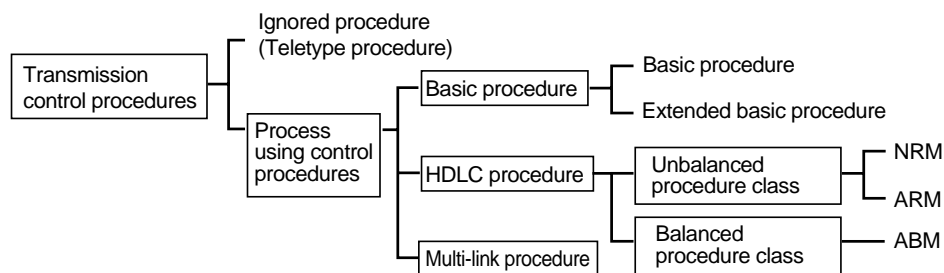 Ignored procedure
(Teletype procedure)
Transmission
control procedures
Process
using control
procedures
Basic procedure
Basic procedure
Extended basic procedure
HDLC procedure
Unbalanced
procedure class
NRM
ARM
Balanced
procedure class
ABM
Multi-link procedure